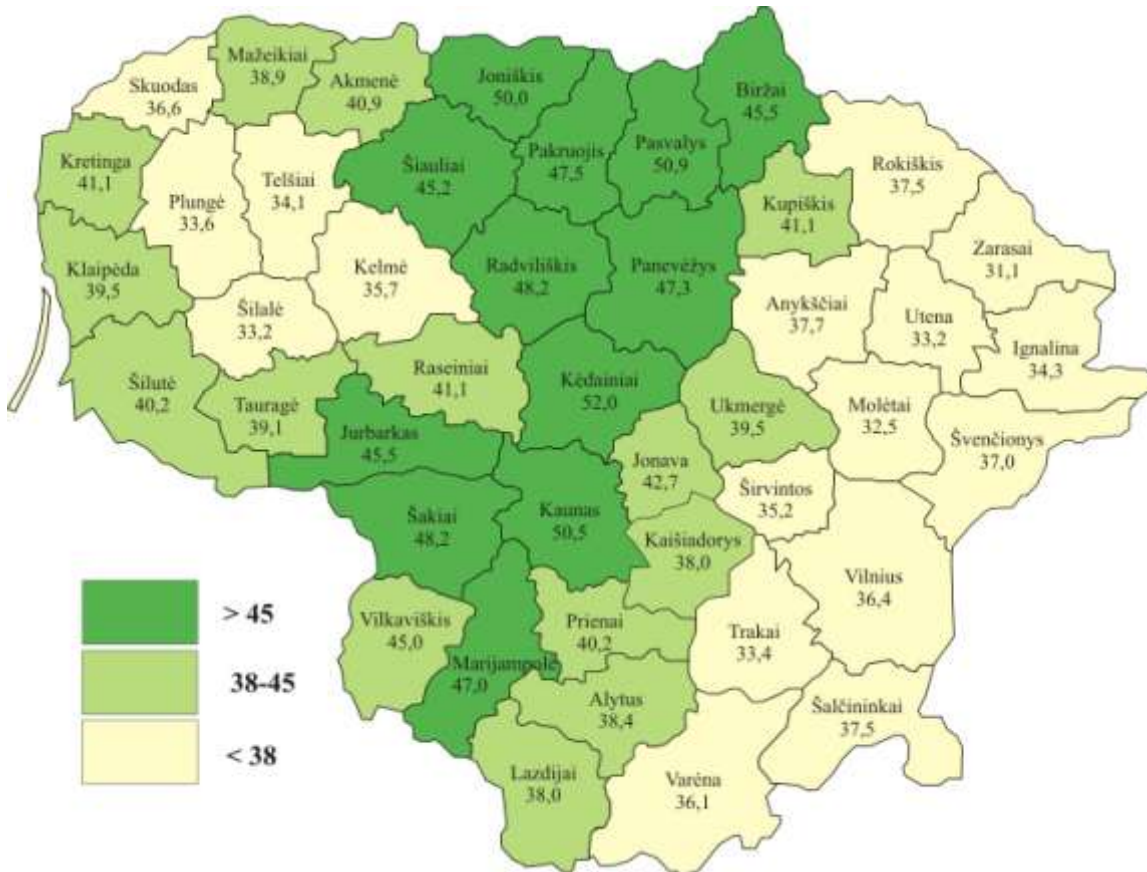 Mažeikiai
38,9
Skuodas
36,6
Akmenė
40,9
Joniškis
50,0
Biržai
45,5
Kretinga
41,1
Plungė
33,6
Telšiai
34,1
Šiauliai
45,2
Pakruojis
47,5
Pasvalys
50,9
Rokiškis
37,5
Kupiškis
41,1
Zarasai
31,1
Klaipėda
39,5
Kelmė
35,7
Radviliškis
48,2
Panevėžys
47,3
Anykščiai
37,7
Utena
33,2
Ignalina
34,3
Šilalė
33,2
Šilutė
40,2
Tauragė
39,1
Raseiniai
41,1
Kėdainiai
52,0
Ukmergė
39,5
Molėtai
32,5
Švenčionys
37,0
Jurbarkas
45,5
Jonava
42,7
Širvintos
35,2
Šakiai
48,2
Kaunas
50,5
Kaišiadorys
38,0
Vilnius
36,4
Vilkaviškis
45,0
Prienai
40,2
Trakai
33,4
Marijampolė
47,0
Alytus
38,4
Šalčininkai
37,5
Lazdijai
38,0
Varėna
36,1
> 45
38-45
< 38